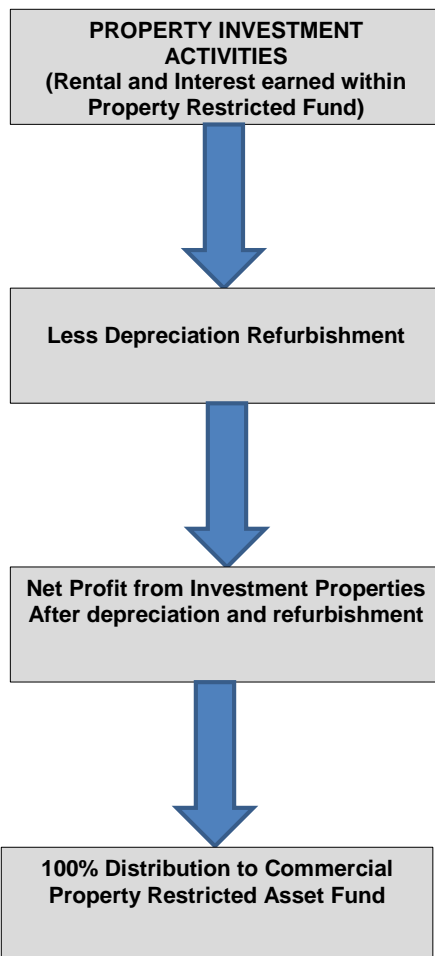 PROPERTY INVESTMENT
ACTIVITIES
(Rental and Interest earned within
Property Restricted Fund)
Less Depreciation Refurbishment
Net Profit from Investment Properties
After depreciation and refurbishment
100% Distribution to Commercial
Property Restricted Asset Fund